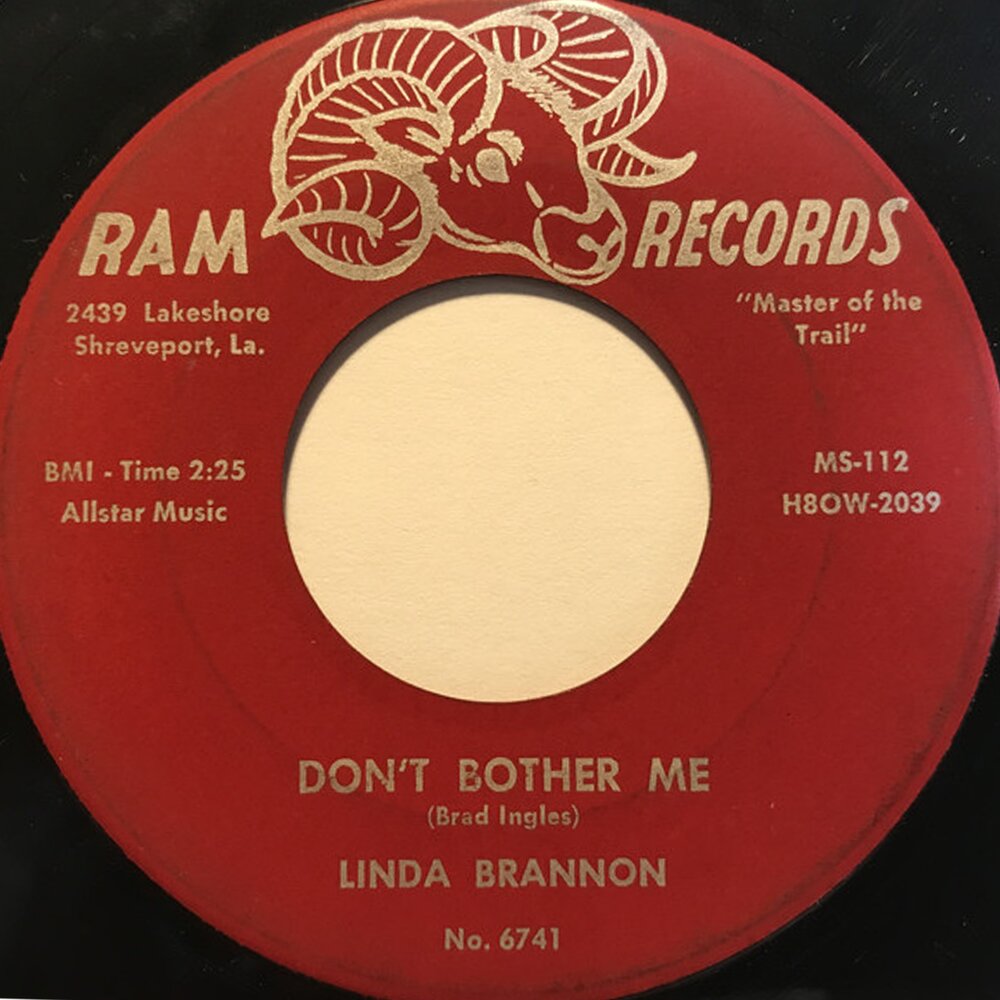 RAM RECORDS
2439 Lakeshore
Shreveport, La.
"Master of the
Trail"
BMI - Time 2:25
Allstar Music
MS-112
H8OW-2039
DON'T BOTHER ME
(Brad Ingles)
LINDA BRANNON
No. 6741